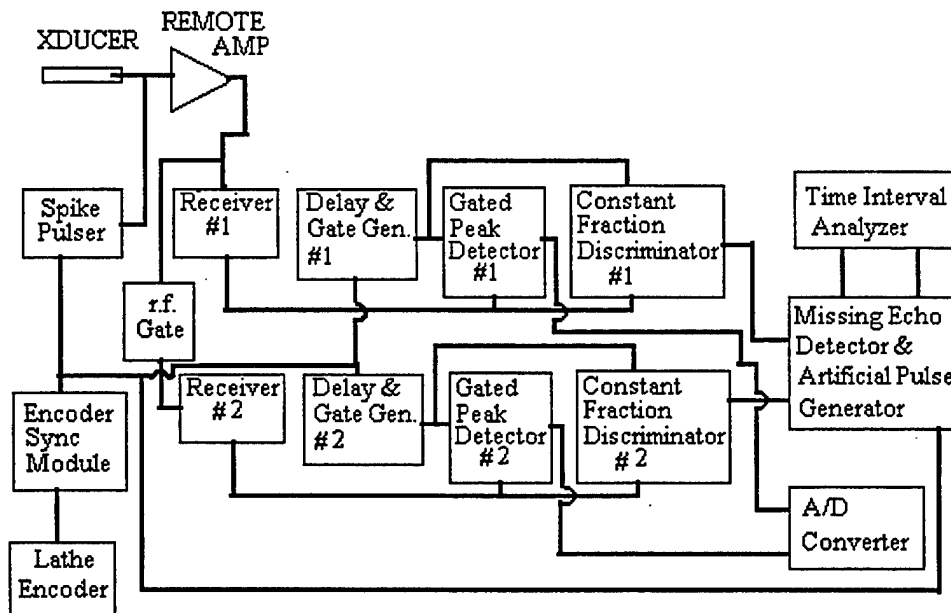 REMOTE
AMP
XDUCER
Spike
Pulser
Receiver
#1
Delay &
Gate Gen.
#1
Gated
Peak
Detector
#1
Constant
Fraction
Discriminator
#1
Time Interval
Analyzer
r.f.
Gate
Missing Echo
Detector &
Artificial Pulse
Generator
Encoder
Sync
Module
Receiver
#2
Delay &
Gate Gen.
#2
Gated
Peak
Detector
#2
Constant
Fraction
Discriminator
#2
A/D
Converter
Lathe
Encoder